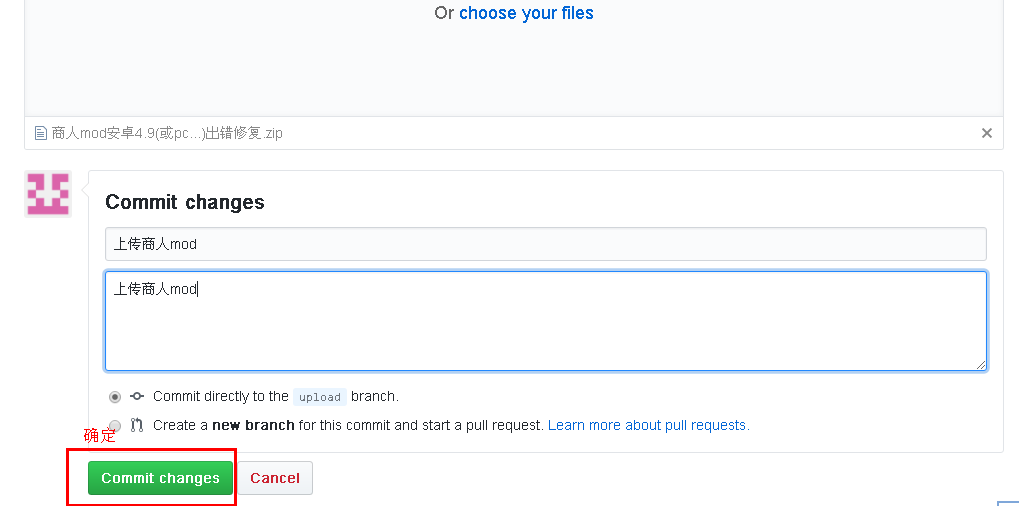 Or choose your files
商人mod安卓4.9(或pc...)出错修复.zip
Commit changes
上传商人mod
上传商人mod
Commit directly to the upload branch.
Create a new branch for this commit and start a pull request. Learn more about pull requests.
确定
Commit changes Cancel